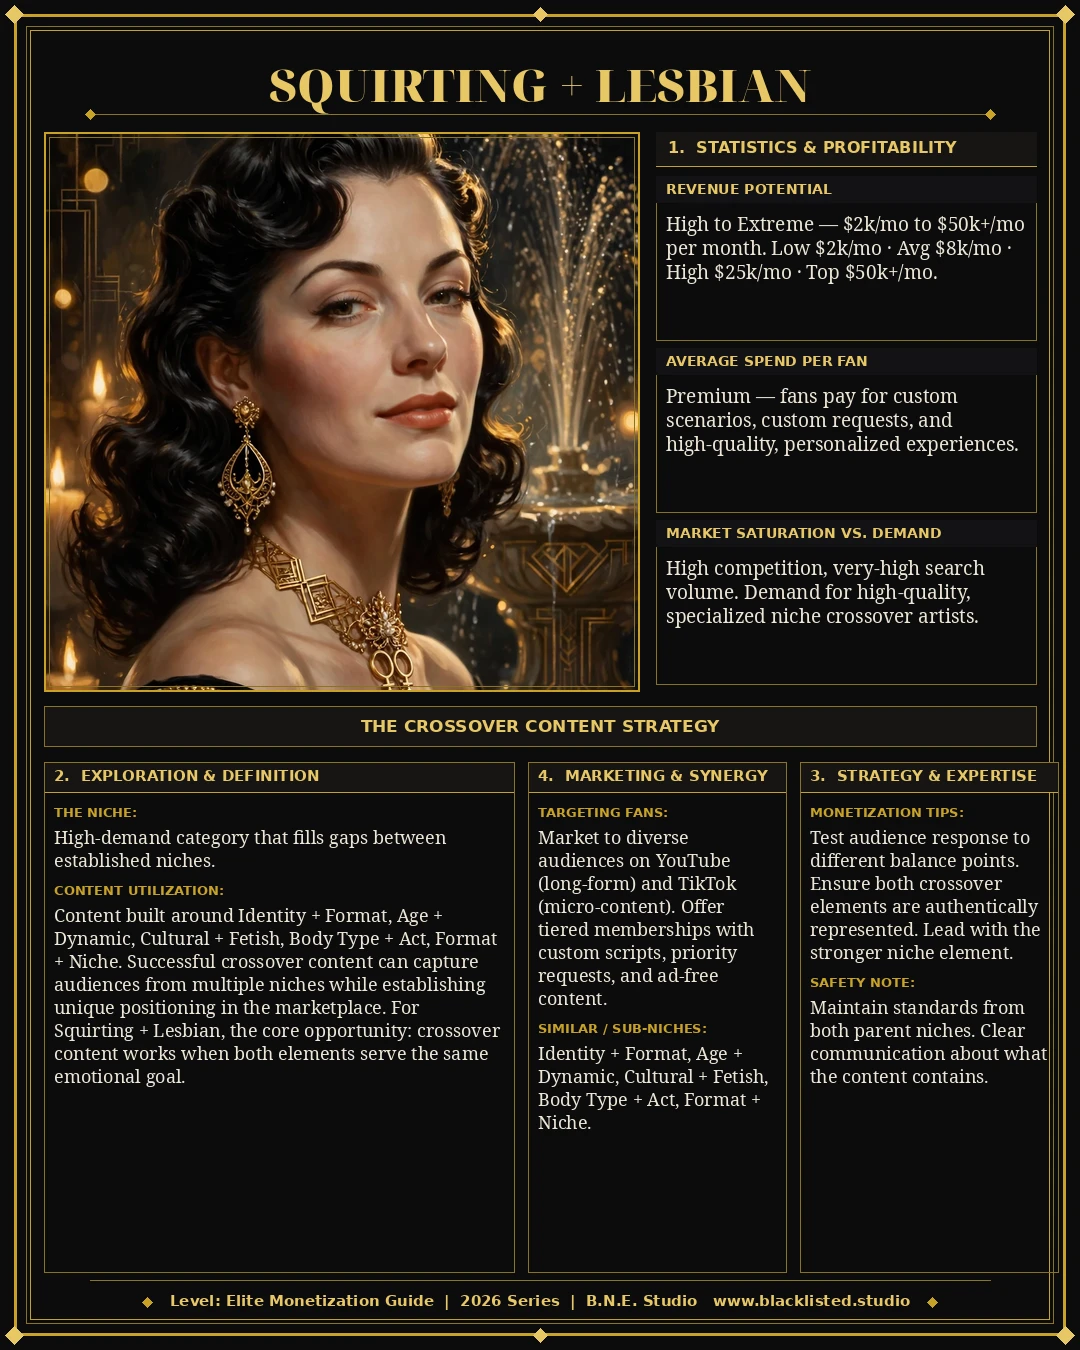 SQUIRTING + LESBIAN
1. STATISTICS & PROFITABILITY
REVENUE POTENTIAL
High to Extreme — $2k/mo to $50k+/mo
per month. Low $2k/mo · Avg $8k/mo ·
High $25k/mo · Top $50k+/mo.
AVERAGE SPEND PER FAN
Premium — fans pay for custom
scenarios, custom requests, and
high-quality, personalized experiences.
MARKET SATURATION VS. DEMAND
High competition, very-high search
volume. Demand for high-quality,
specialized niche crossover artists.
THE CROSSOVER CONTENT STRATEGY
2. EXPLORATION & DEFINITION
THE NICHE:
High-demand category that fills gaps between
established niches.
CONTENT UTILIZATION:
Content built around Identity + Format, Age +
Dynamic, Cultural + Fetish, Body Type + Act, Format
+ Niche. Successful crossover content can capture
audiences from multiple niches while establishing
unique positioning in the marketplace. For
Squirting + Lesbian, the core opportunity: crossover
content works when both elements serve the same
emotional goal.
4. MARKETING & SYNERGY
TARGETING FANS:
Market to diverse
audiences on YouTube
(long-form) and TikTok
(micro-content). Offer
tiered memberships with
custom scripts, priority
requests, and ad-free
content.
SIMILAR / SUB-NICHES:
Identity + Format, Age +
Dynamic, Cultural + Fetish,
Body Type + Act, Format +
Niche.
3. STRATEGY & EXPERTISE
MONETIZATION TIPS:
Test audience response to
different balance points.
Ensure both crossover
elements are authentically
represented. Lead with the
stronger niche element.
SAFETY NOTE:
Maintain standards from
both parent niches. Clear
communication about what
the content contains.
Level: Elite Monetization Guide | 2026 Series | B.N.E. Studio www.blacklisted.studio